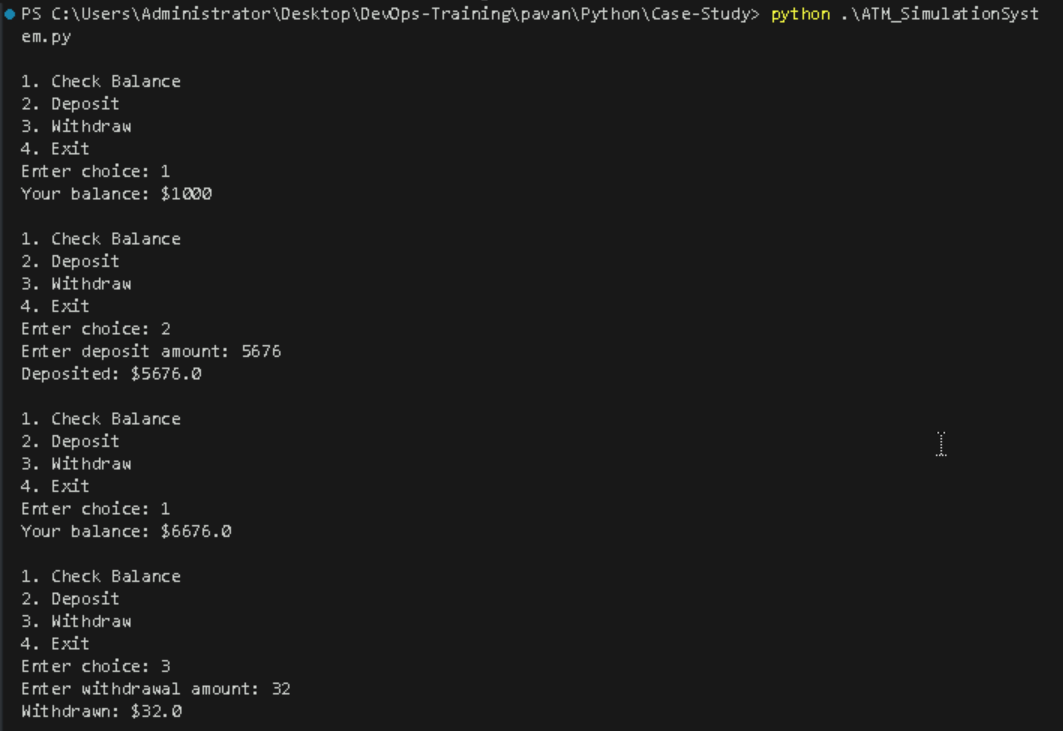 PS C:\Users\Administrator\Desktop\DevOps-Training\pavan\Python\Case-Study> python .\ATM_SimulationSyst
em.py
1. Check Balance
2. Deposit
3. Withdraw
4. Exit
Enter choice: 1
Your balance: $1000
1. Check Balance
2. Deposit
3. Withdraw
4. Exit
Enter choice: 2
Enter deposit amount: 5676
Deposited: $5676.0
1. Check Balance
2. Deposit
3. Withdraw
4. Exit
Enter choice: 1
Your balance: $6676.0
1. Check Balance
2. Deposit
3. Withdraw
4. Exit
Enter choice: 3
Enter withdrawal amount: 32
Withdrawn: $32.0